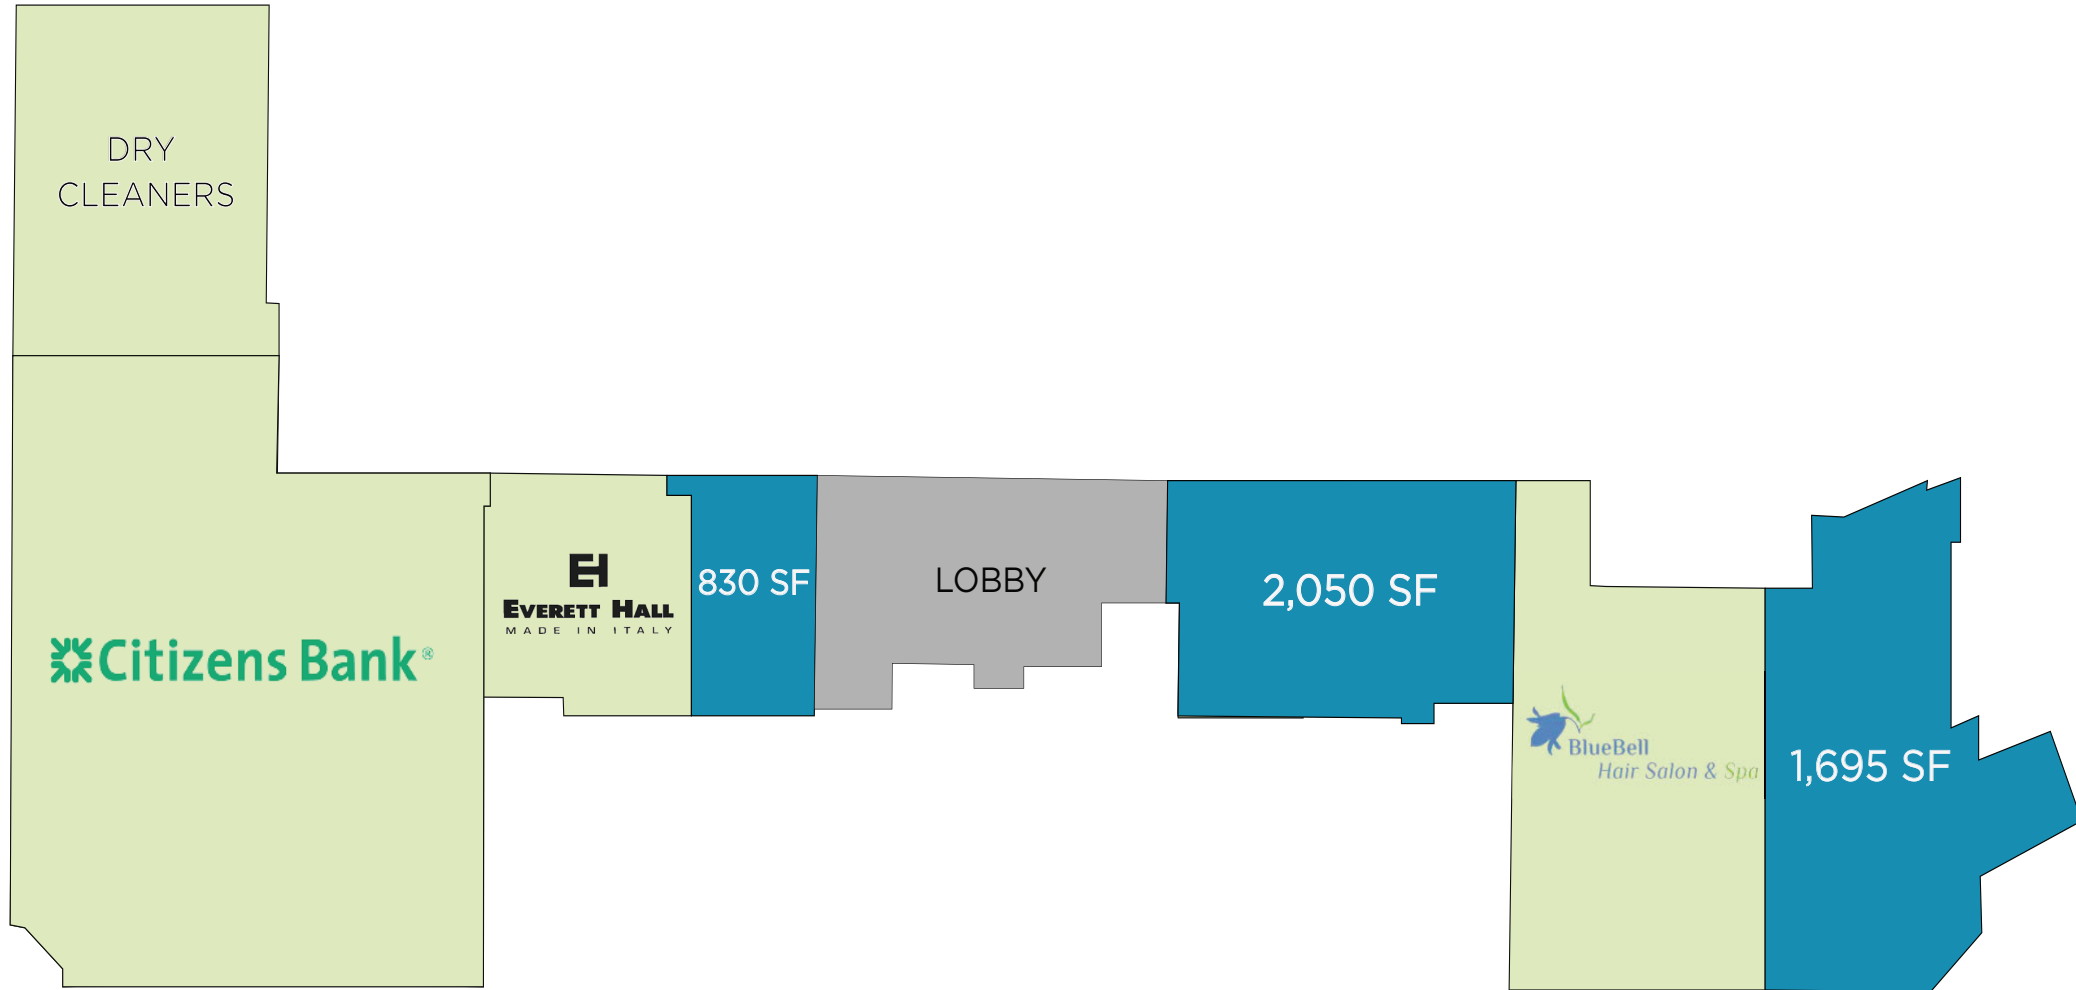 DRY
CLEANERS
Citizens Bank®
EH
EVERETT HALL
MADE IN ITALY
830 SF
LOBBY
2,050 SF
BlueBell
Hair Salon & Spa
1,695 SF